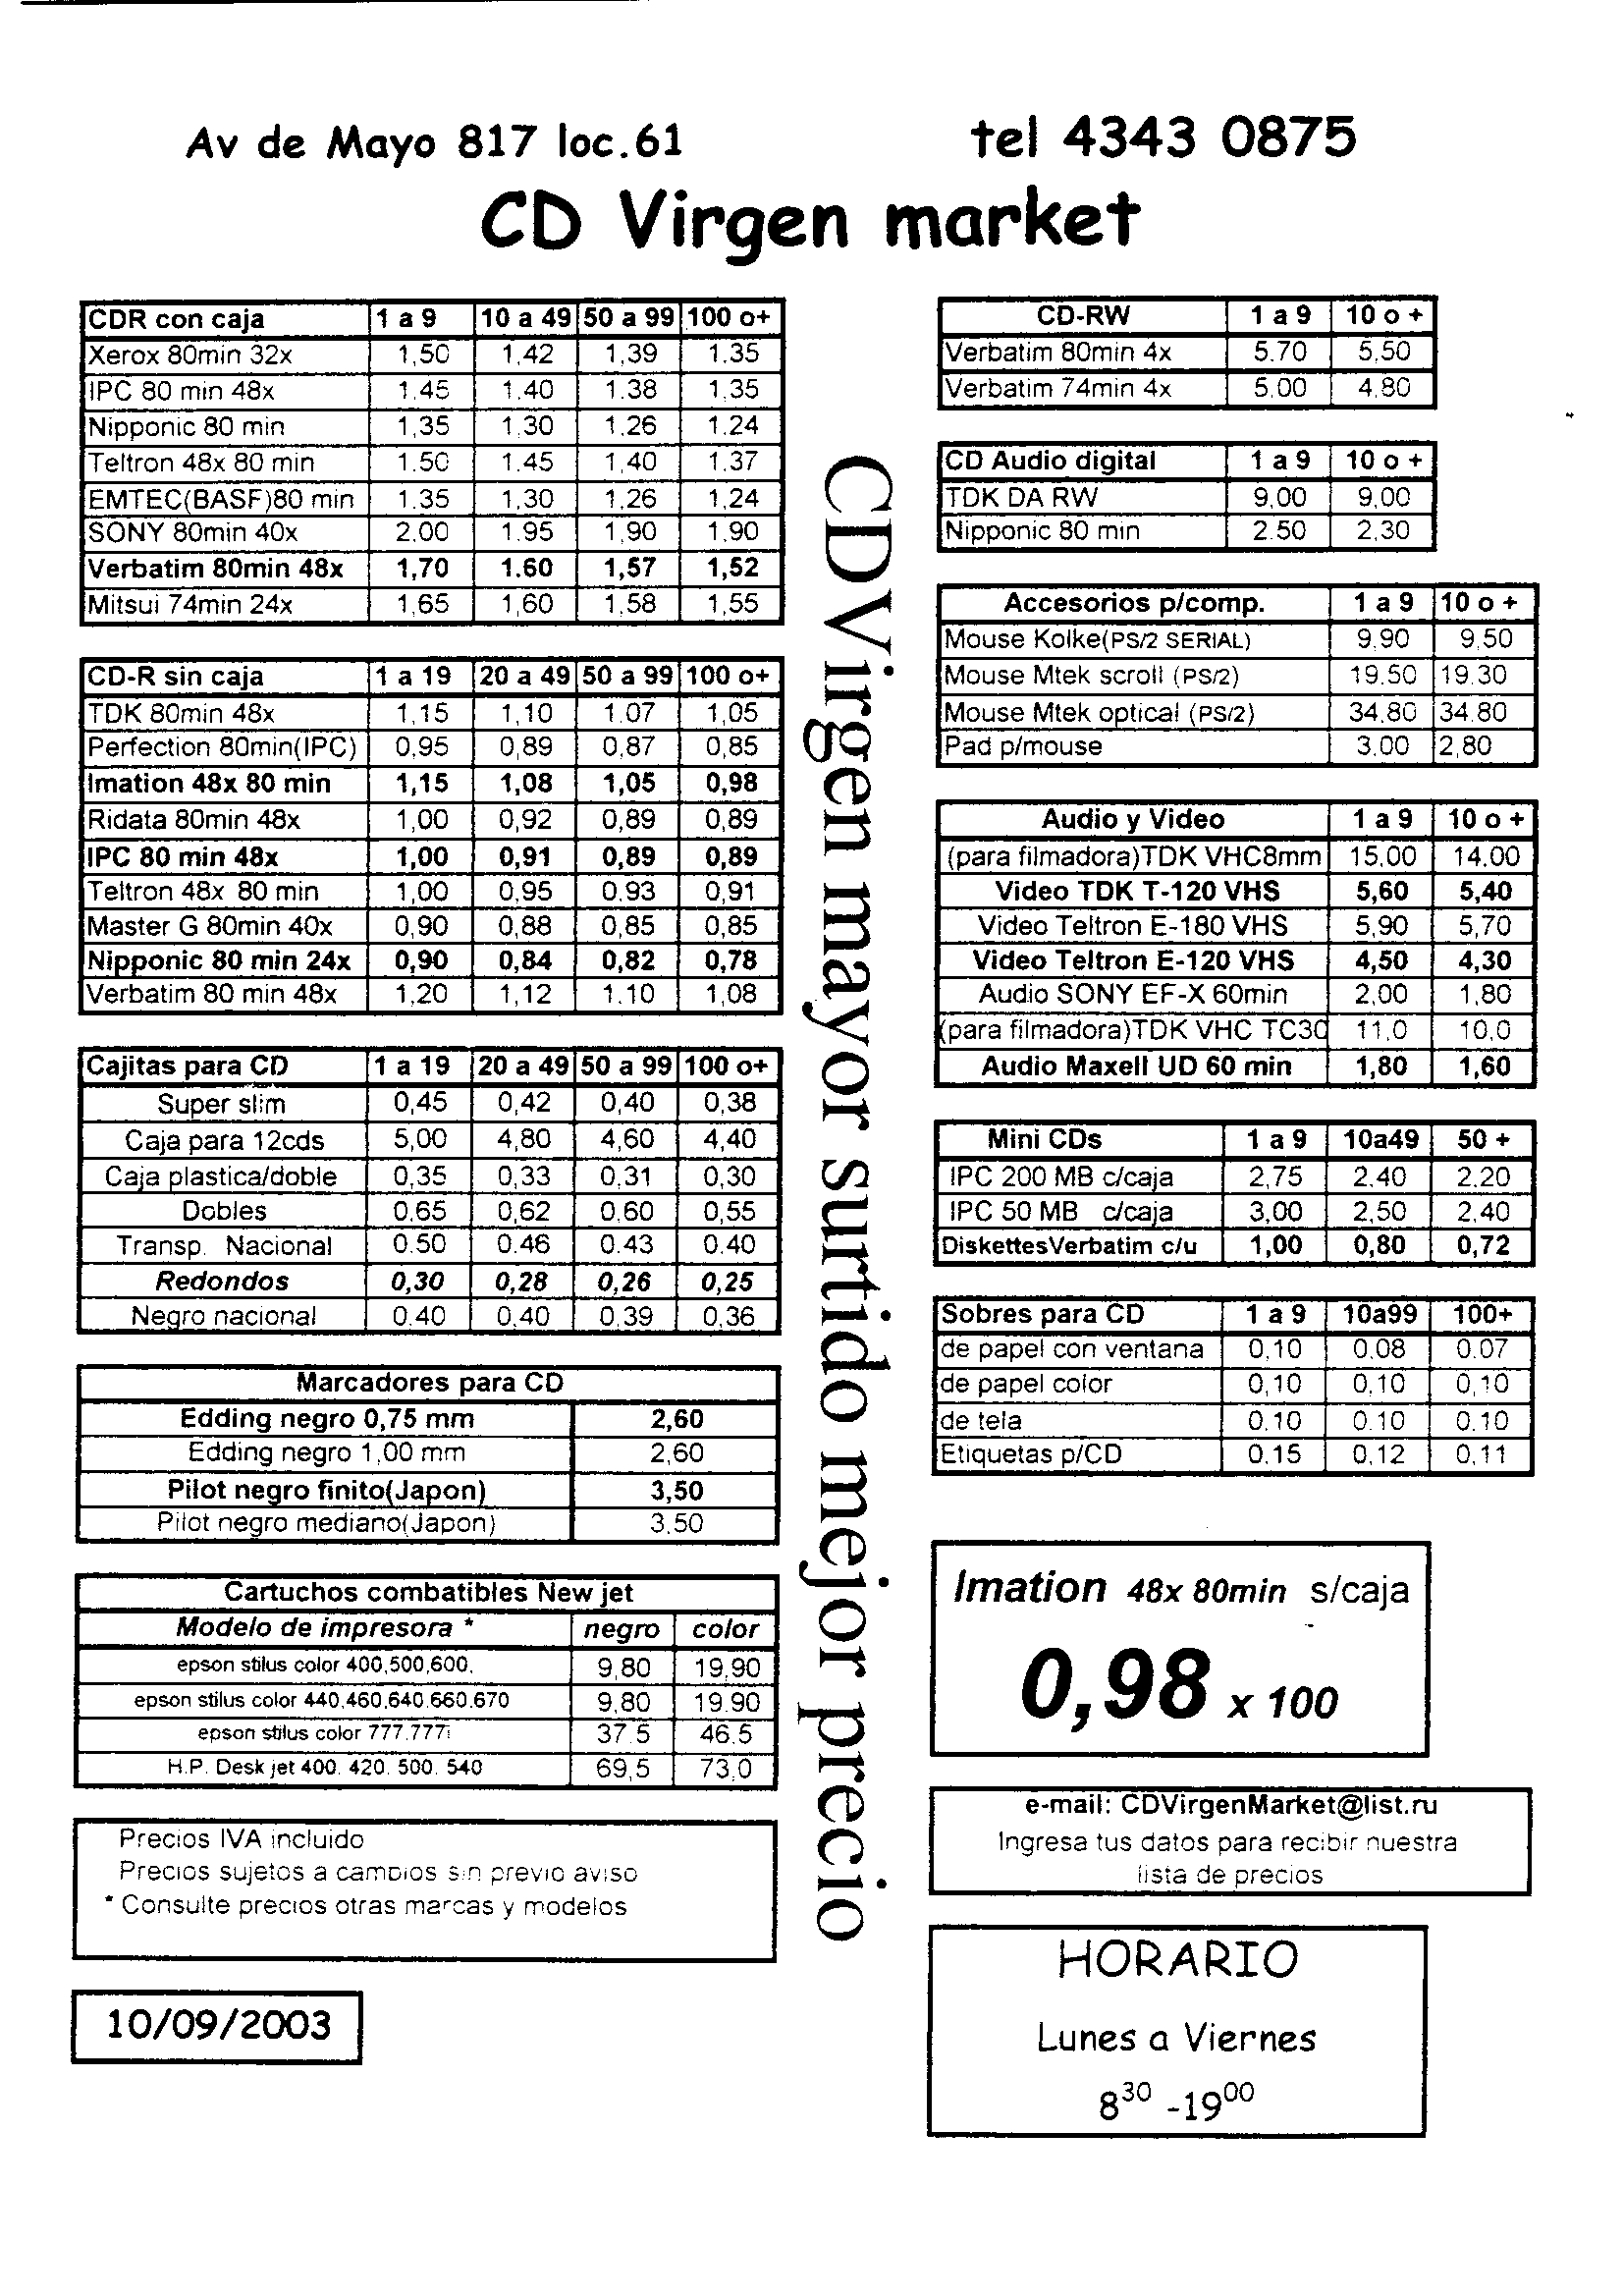 Av de Mayo 817 loc.61 tel 4343 0875
CD Virgen market
CDR con caja 1 a 9 10 a 49 50 a 99 100 o+
Xerox 80min 32x 1,50 1,42 1,39 1.35
IPC 80 min 48x 1.45 1.40 1.38 1,35
Nipponic 80 min 1,35 1.30 1.26 1.24
Teltron 48x 80 min 1.50 1.45 1,40 1.37
EMTEC(BASF)80 min 1.35 1,30 1,26 1,24
SONY 80min 40x 2,00 1.95 1,90 1.90
Verbatim 80min 48x 1,70 1.60 1,57 1,52
Mitsui 74min 24x 1,65 1,60 1,58 1,55
CD-R sin caja 1 a 19 20 a 49 50 a 99 100 o+
TDK 80min 48x 1,15 1,10 1.07 1,05
Perfection 80min(IPC) 0,95 0,89 0,87 0,85
Imation 48x 80 min 1,15 1,08 1,05 0,98
Ridata 80min 48x 1,00 0,92 0,89 0,89
IPC 80 min 48x 1,00 0,91 0,89 0,89
Teltron 48x 80 min 1,00 0,95 0.93 0,91
Master G 80min 40x 0,90 0,88 0,85 0,85
Nipponic 80 min 24x 0,90 0,84 0,82 0,78
Verbatim 80 min 48x 1,20 1,12 1.10 1,08
Cajitas para CD 1 a 19 20 a 49 50 a 99 100 o+
Super slim 0,45 0,42 0,40 0,38
Caja para 12cds 5,00 4,80 4,60 4,40
Caja plastica/doble 0,35 0,33 0,31 0,30
Dobles 0,65 0,62 0,60 0,55
Transp. Nacional 0.50 0.46 0.43 0.40
Redondos 0,30 0,28 0,26 0,25
Negro nacional 0.40 0,40 0.39 0,36
Marcadores para CD
Edding negro 0,75 mm 2,60
Edding negro 1,00 mm 2,60
Pilot negro finito(Japon) 3,50
Pilot negro mediano(Japon) 3.50
Cartuchos combatibles New jet
Modelo de impresora * negro color
epson stilus color 400,500,600. 9,80 19,90
epson stilus color 440.460.640.660.670 9,80 19.90
epson stilus color 777.777i 37.5 46.5
H.P. Desk jet 400. 420. 500. 540 69,5 73,0
Precios IVA incluido
Precios sujetos a cambios sin previo aviso
* Consulte precios otras marcas y modelos
10/09/2003
CDVirgen mayor surtido mejor precio
CD-RW 1 a 9 10 o +
Verbatim 80min 4x 5.70 5,50
Verbatim 74min 4x 5,00 4,80
CD Audio digital 1 a 9 10 o +
TDK DA RW 9,00 9,00
Nipponic 80 min 2.50 2,30
Accesorios p/comp. 1 a 9 10 o +
Mouse Kolke(PS/2 SERIAL) 9,90 9,50
Mouse Mtek scroll (PS/2) 19.50 19.30
Mouse Mtek optical (PS/2) 34,80 34.80
Pad p/mouse 3.00 2,80
Audio y Video 1 a 9 10 o +
(para filmadora)TDK VHC8mm 15,00 14,00
Video TDK T-120 VHS 5,60 5,40
Video Teltron E-180 VHS 5,90 5,70
Video Teltron E-120 VHS 4,50 4,30
Audio SONY EF-X 60min 2,00 1,80
(para filmadora)TDK VHC TC30 11,0 10,0
Audio Maxell UD 60 min 1,80 1,60
Mini CDs 1 a 9 10a49 50 +
IPC 200 MB c/caja 2,75 2.40 2.20
IPC 50 MB c/caja 3,00 2,50 2,40
DiskettesVerbatim c/u 1,00 0,80 0,72
Sobres para CD 1 a 9 10a99 100+
de papel con ventana 0,10 0,08 0.07
de papel color 0,10 0,10 0,10
de tela 0.10 0.10 0.10
Etiquetas p/CD 0.15 0,12 0,11
Imation 48x 80min s/caja
0,98 x 100
e-mail: CDVirgenMarket@list.ru
Ingresa tus datos para recibir nuestra
lista de precios
HORARIO
Lunes a Viernes
8³⁰ -19⁰⁰